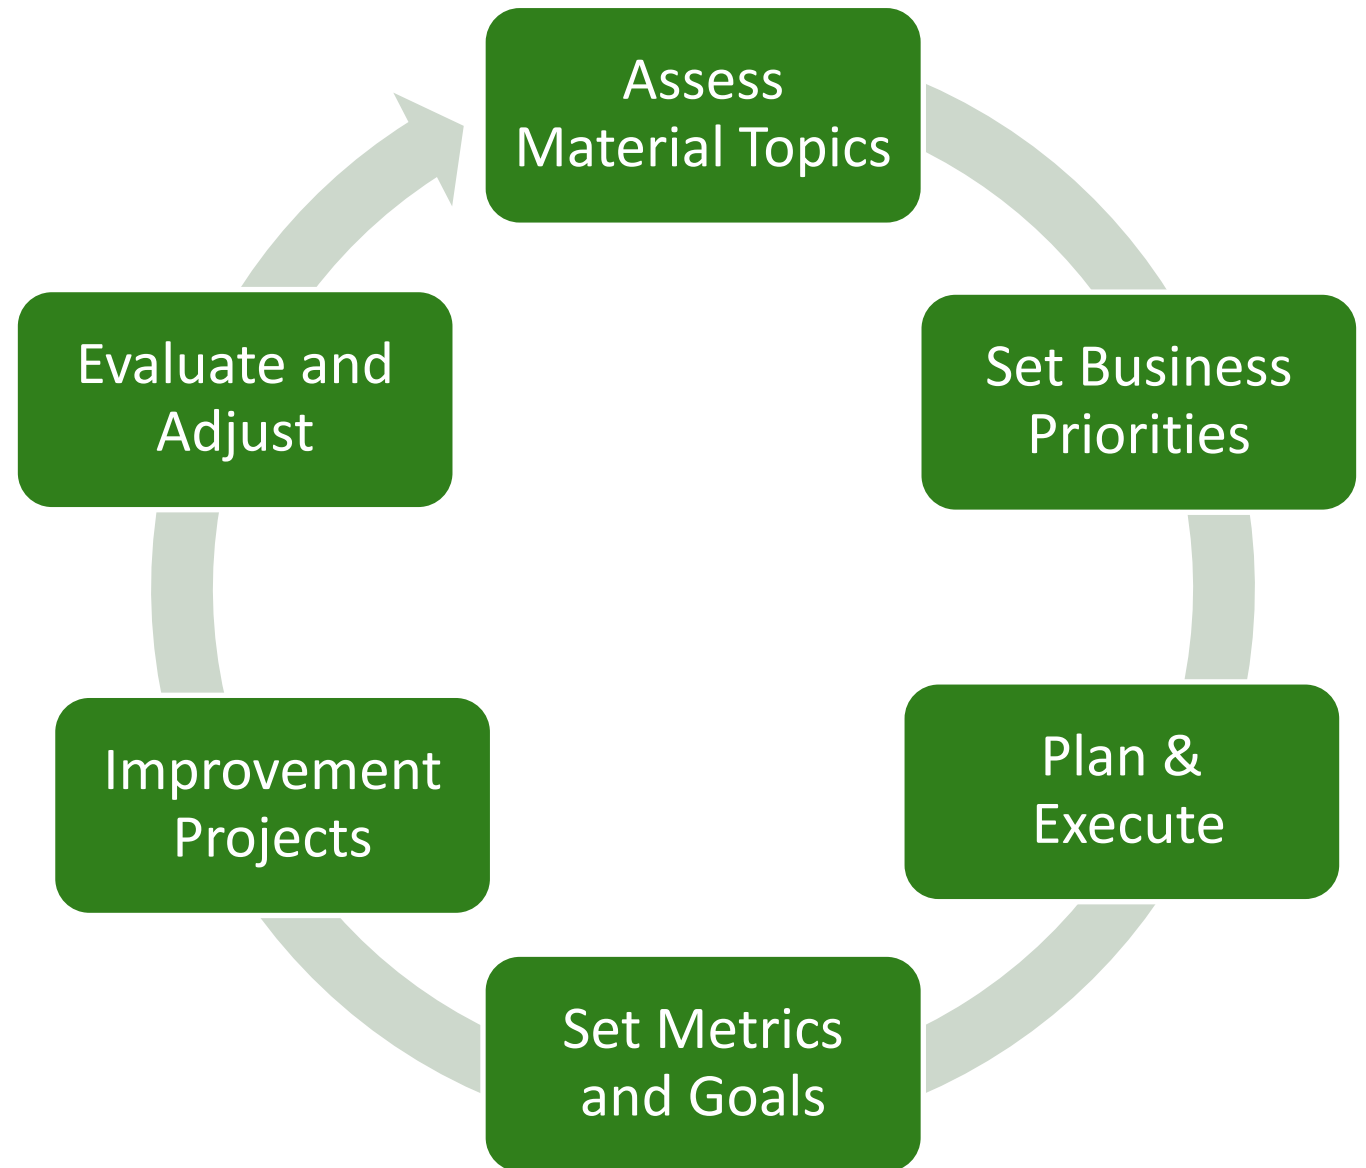 Assess
Material Topics
Set Business
Priorities
Plan &
Execute
Set Metrics
and Goals
Improvement
Projects
Evaluate and
Adjust